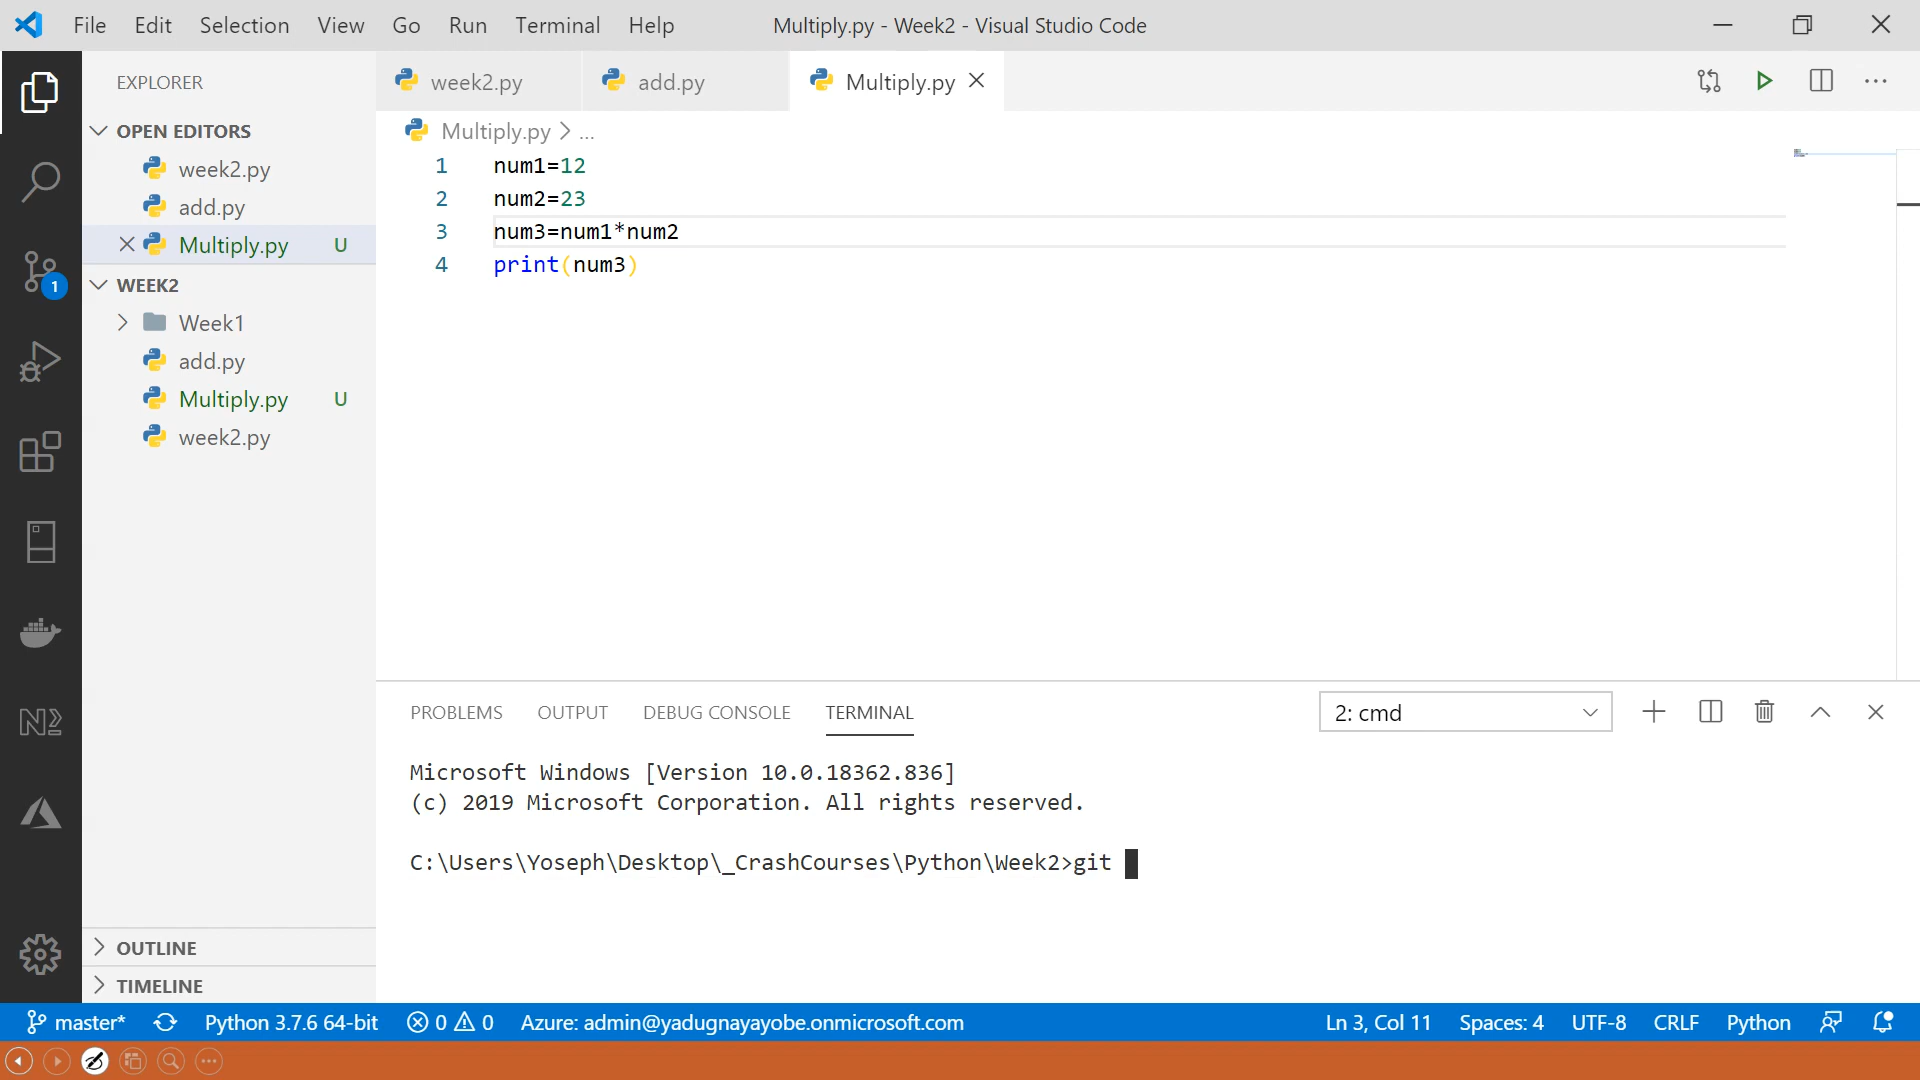 File Edit Selection View Go Run Terminal Help Multiply.py - Week2 - Visual Studio Code
EXPLORER
OPEN EDITORS
week2.py
add.py
Multiply.py U
WEEK2
Week1
add.py
Multiply.py U
week2.py
OUTLINE
TIMELINE
1
week2.py add.py Multiply.py
Multiply.py > ...
1 num1=12
2 num2=23
3 num3=num1*num2
4 print(num3)
PROBLEMS OUTPUT DEBUG CONSOLE TERMINAL 2: cmd
Microsoft Windows [Version 10.0.18362.836]
(c) 2019 Microsoft Corporation. All rights reserved.
C:\Users\Yoseph\Desktop\_CrashCourses\Python\Week2>git
master* Python 3.7.6 64-bit 0 0 Azure: admin@yadugnayayobe.onmicrosoft.com Ln 3, Col 11 Spaces: 4 UTF-8 CRLF Python